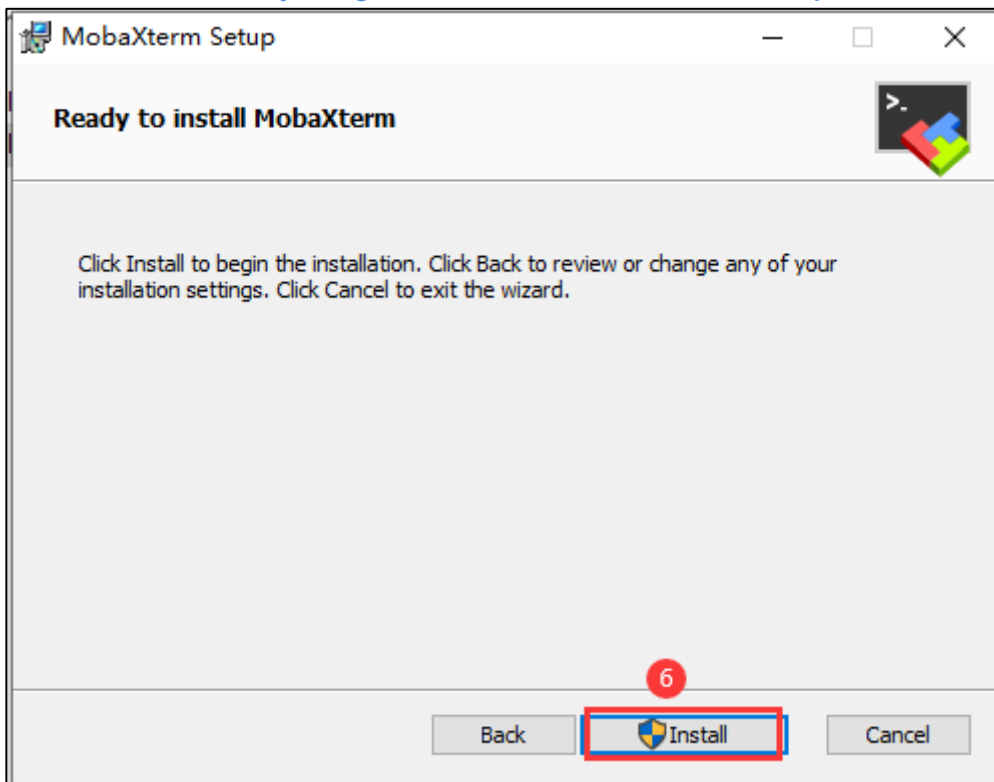 MobaXterm Setup
Ready to install MobaXterm
>.
Click Install to begin the installation. Click Back to review or change any of your
installation settings. Click Cancel to exit the wizard.
6
Back Install Cancel